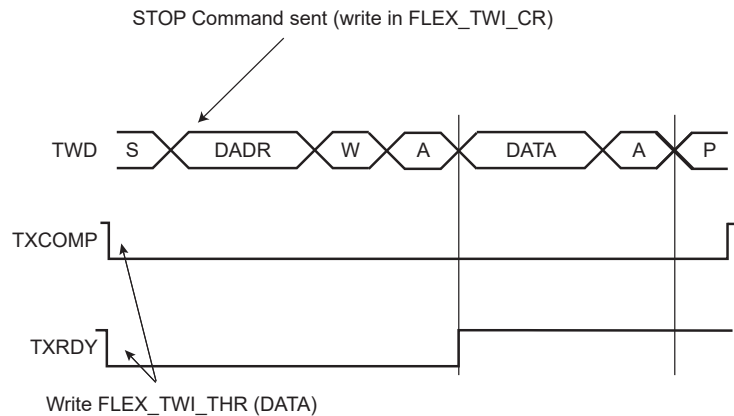 STOP Command sent (write in FLEX_TWI_CR)
TWD S DADR W A DATA A P
TXCOMP
TXRDY
Write FLEX_TWI_THR (DATA)